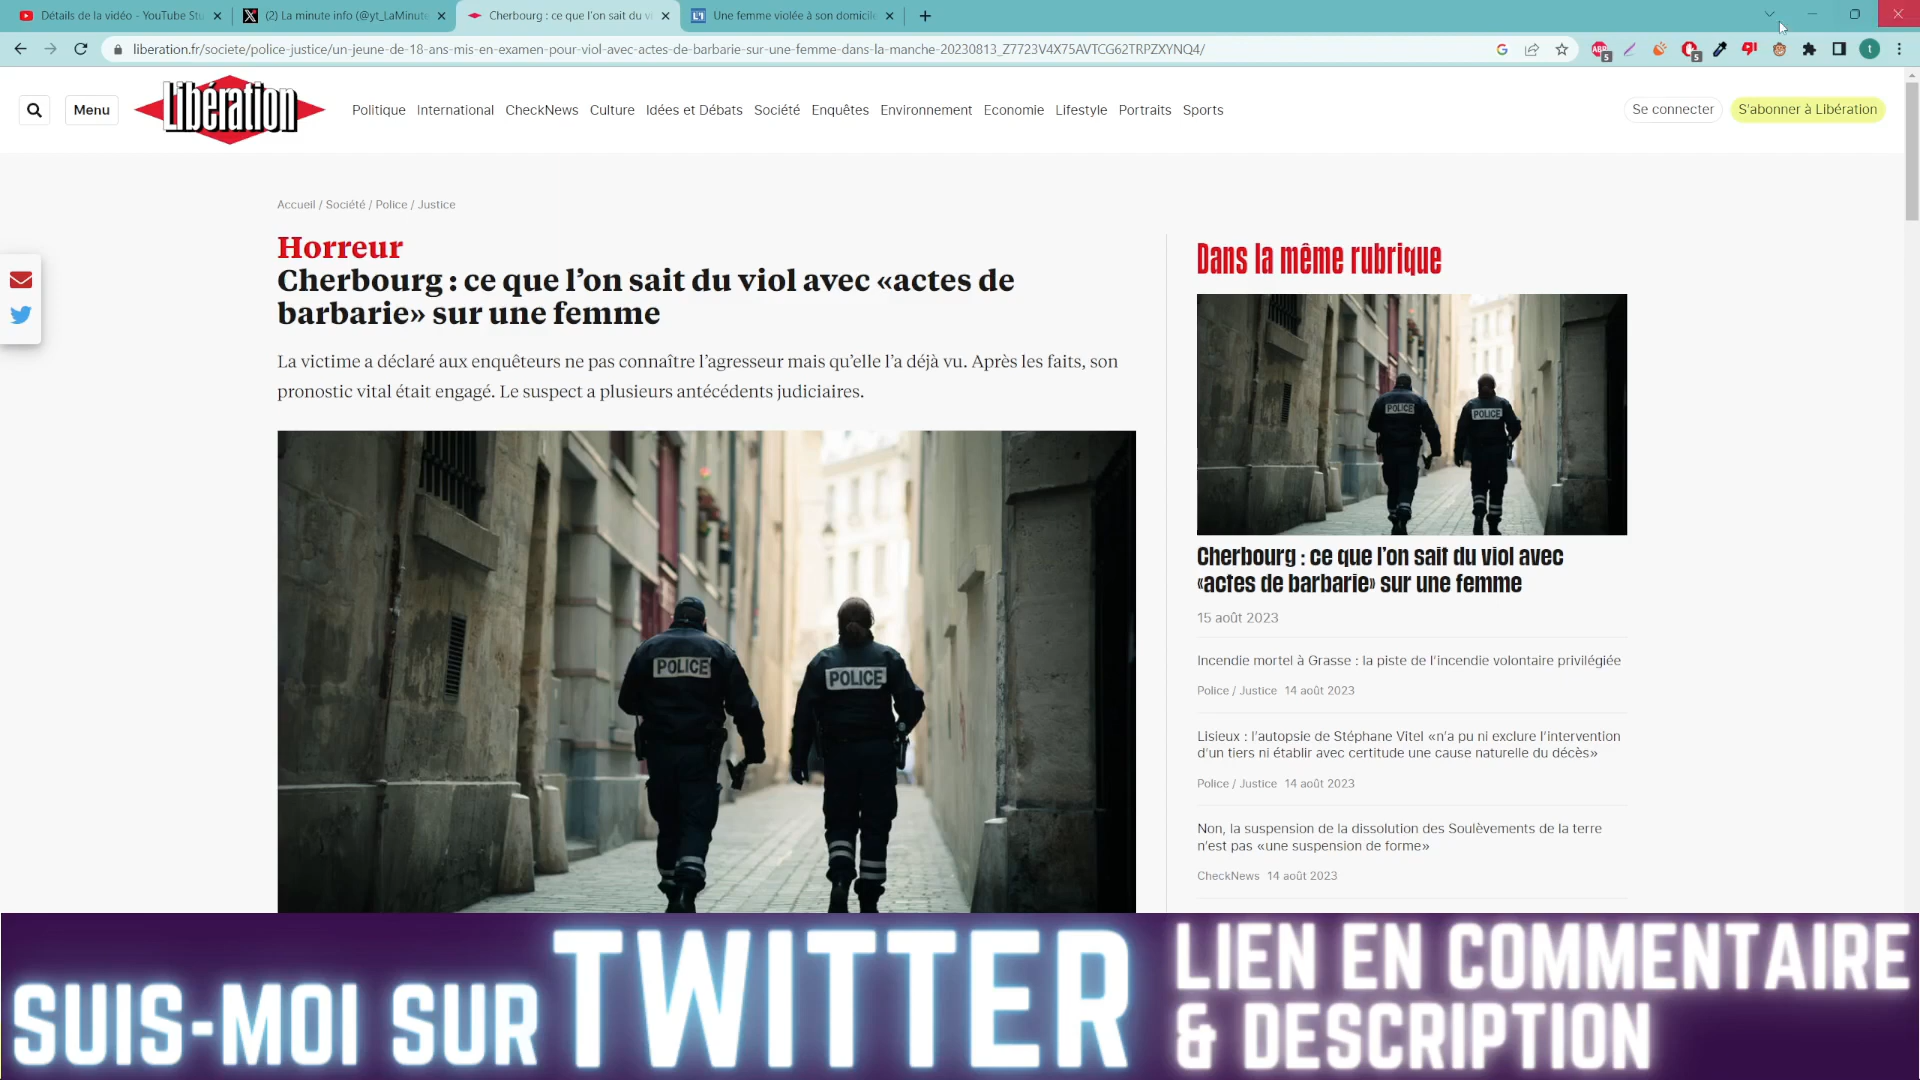 Détails de la vidéo - YouTube Stu
(2) La minute info (@yt_LaMinute
Cherbourg : ce que l'on sait du vi
Une femme violée à son domicile
liberation.fr/societe/police-justice/un-jeune-de-18-ans-mis-en-examen-pour-viol-avec-actes-de-barbarie-sur-une-femme-dans-la-manche-20230813_Z7723V4X75AVTCG62TRPZXYNQ4/
Menu
Libération
Politique International CheckNews Culture Idées et Débats Société Enquêtes Environnement Economie Lifestyle Portraits Sports
Se connecter
S'abonner à Libération
Accueil / Société / Police / Justice
Horreur
Cherbourg : ce que l'on sait du viol avec «actes de
barbarie» sur une femme
La victime a déclaré aux enquêteurs ne pas connaître l'agresseur mais qu'elle l'a déjà vu. Après les faits, son
pronostic vital était engagé. Le suspect a plusieurs antécédents judiciaires.
POLICE
POLICE
Dans la même rubrique
POLICE
POLICE
Cherbourg : ce que l'on sait du viol avec
«actes de barbarie» sur une femme
15 août 2023
Incendie mortel à Grasse : la piste de l'incendie volontaire privilégiée
Police / Justice 14 août 2023
Lisieux : l'autopsie de Stéphane Vitel «n'a pu ni exclure l'intervention
d'un tiers ni établir avec certitude une cause naturelle du décès»
Police / Justice 14 août 2023
Non, la suspension de la dissolution des Soulèvements de la terre
n'est pas «une suspension de forme»
CheckNews 14 août 2023
SUIS-MOI SUR TWITTER
LIEN EN COMMENTAIRE
& DESCRIPTION